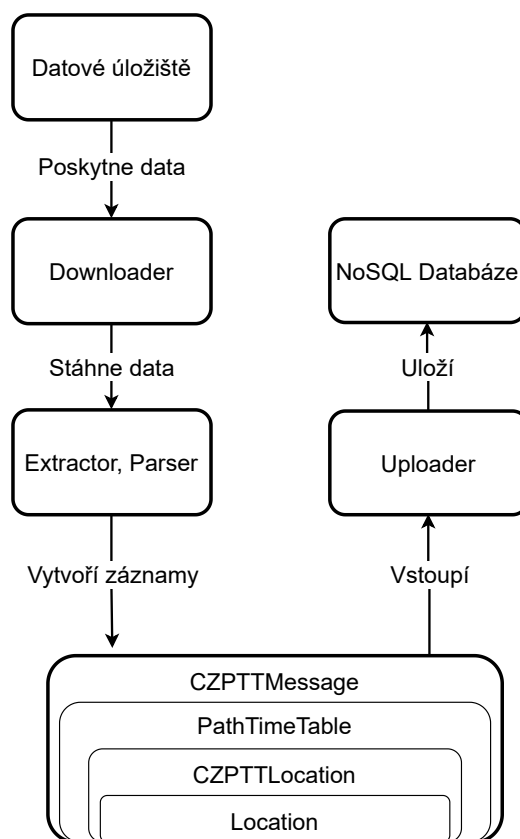 Datové úložiště
Poskytne data
Downloader
Stáhne data
Extractor, Parser
Vytvoří záznamy
NoSQL Databáze
Uloží
Uploader
Vstoupí
CZPTTMessage
PathTimeTable
CZPTTLocation
Location